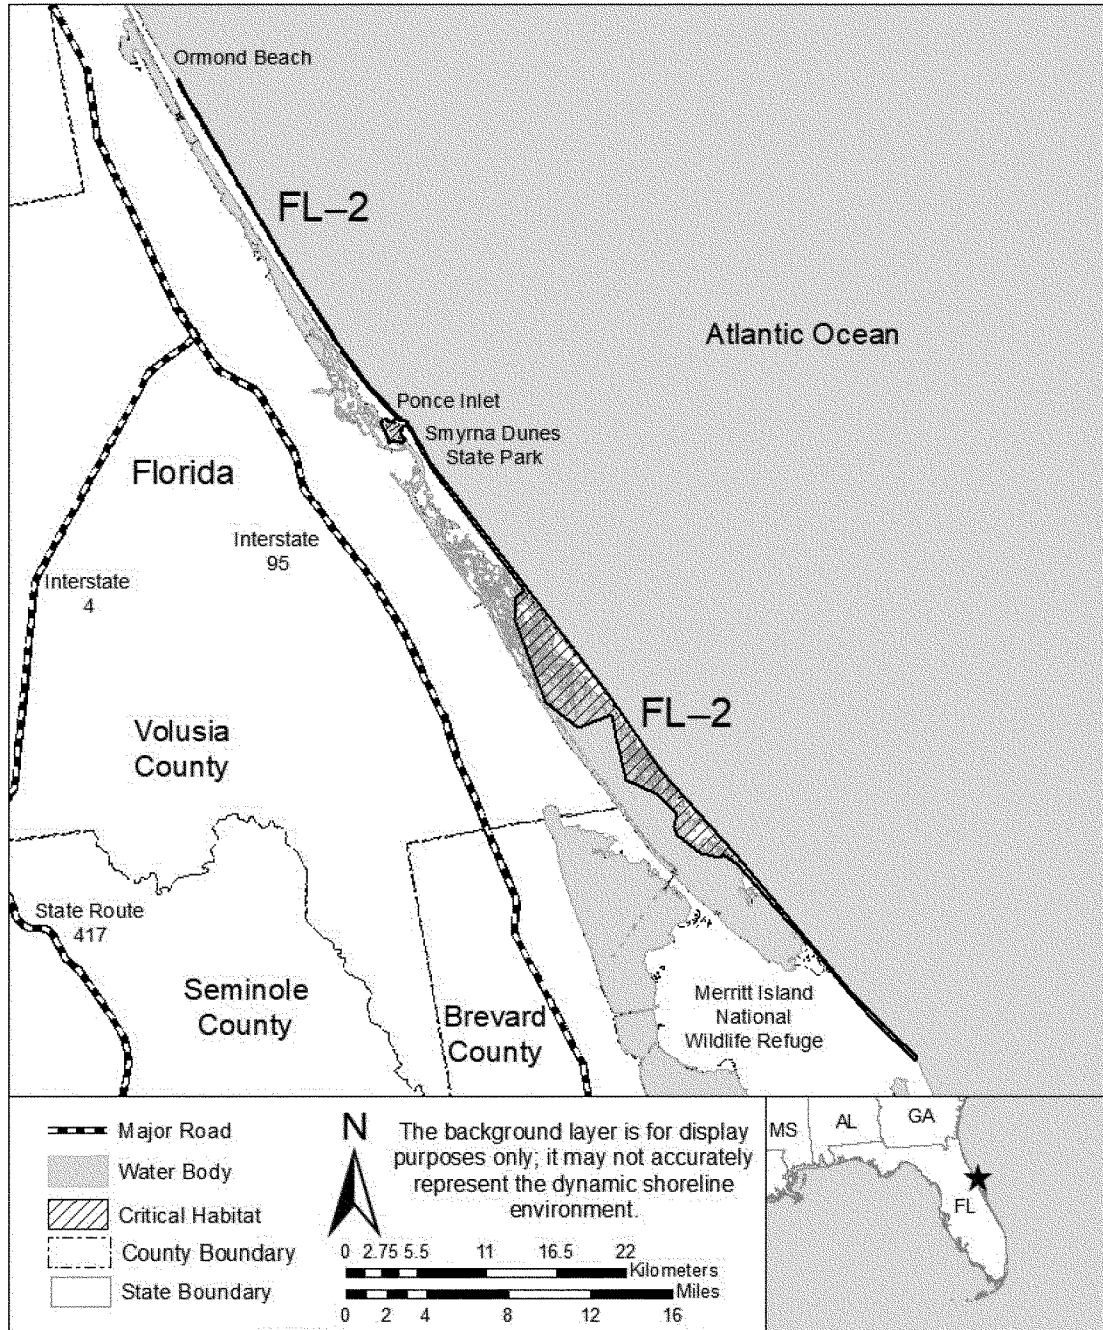 Ormond Beach
FL–2
Atlantic Ocean
Ponce Inlet
Smyrna Dunes
State Park
Florida
Interstate
95
Interstate
4
FL–2
Volusia
County
State Route
417
Seminole
County
Brevard
County
Merritt Island
National
Wildlife Refuge
Major Road
Water Body
Critical Habitat
County Boundary
State Boundary
N
The background layer is for display
purposes only; it may not accurately
represent the dynamic shoreline
environment.
0 2.75 5.5 11 16.5 22
Kilometers
Miles
0 2 4 8 12 16
MS
AL
GA
FL